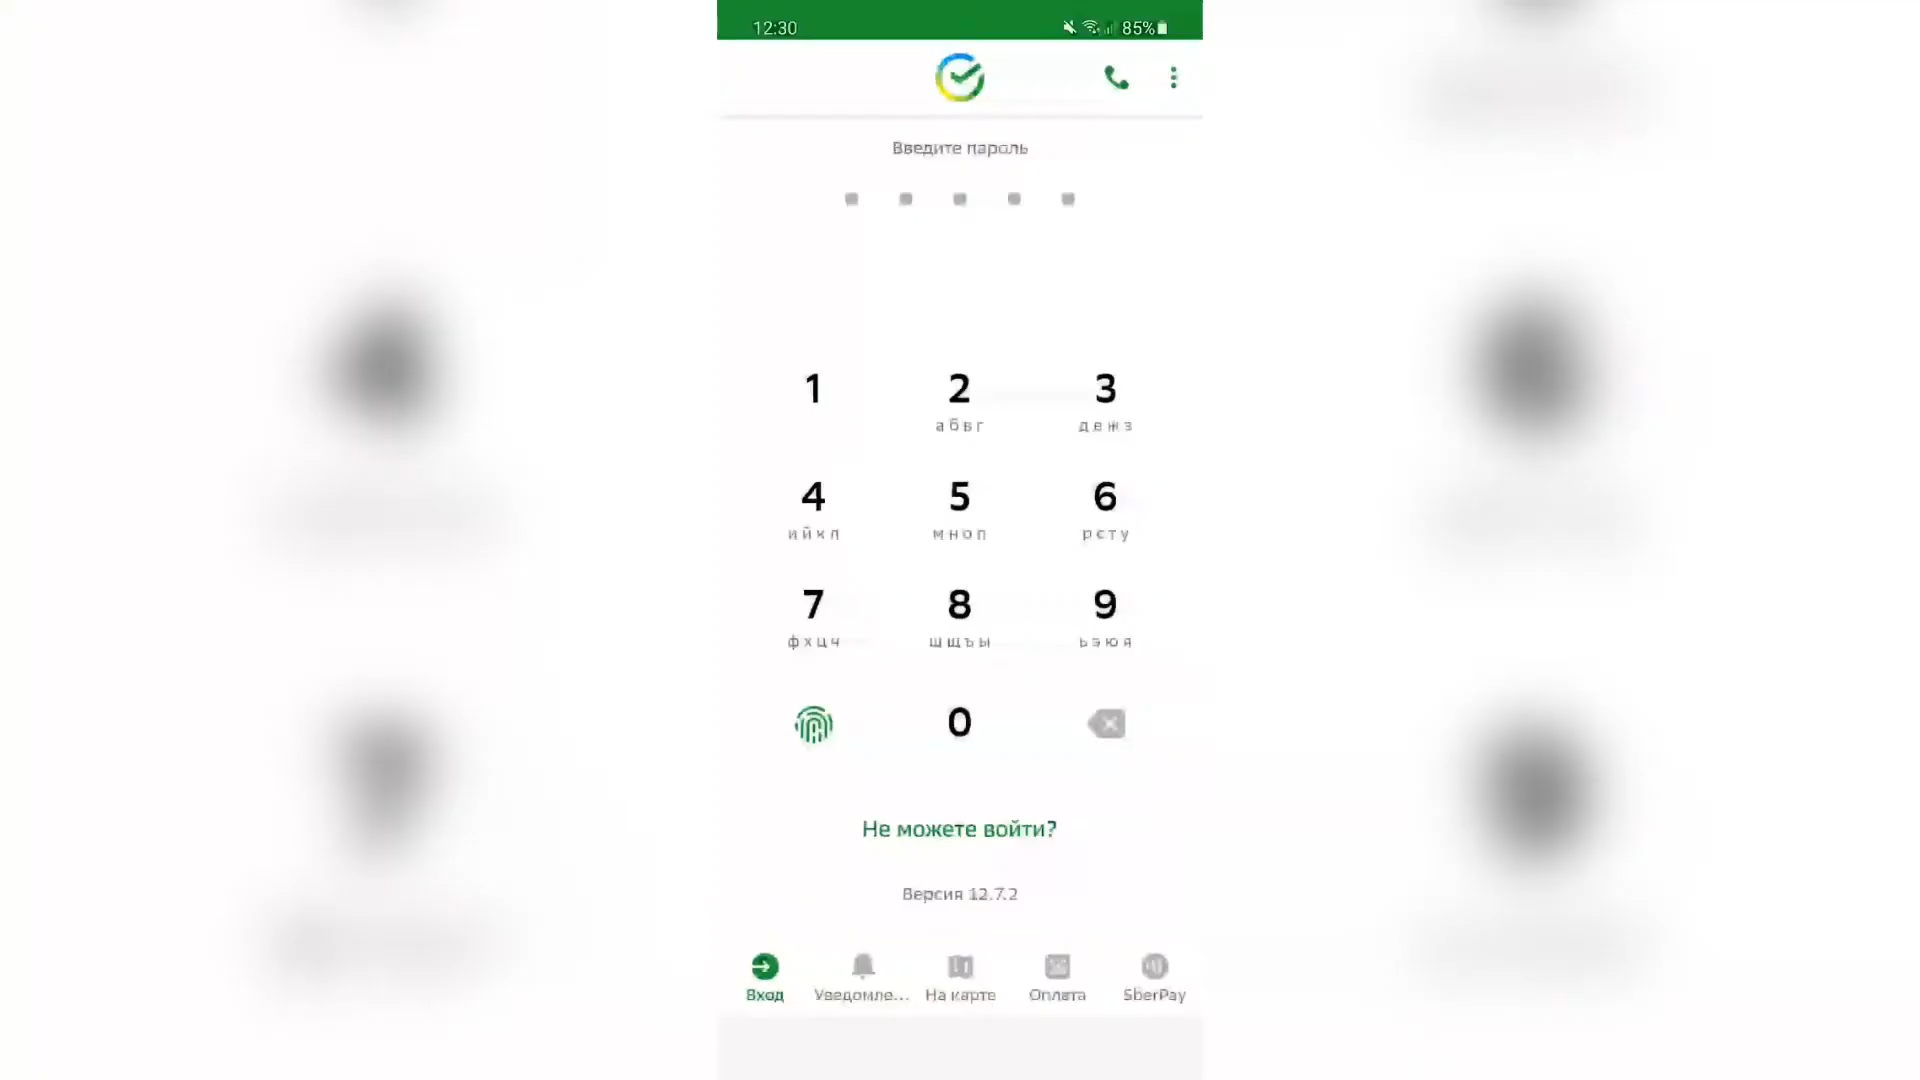 12:30 85%
Введите пароль
1 2 3
абвг дежз
4 5 6
ийкл мноп рсту
7 8 9
фхцч шщъы ьэюя
0
Не можете войти?
Версия 12.7.2
Вход Уведомле... На карте Оплата SberPay